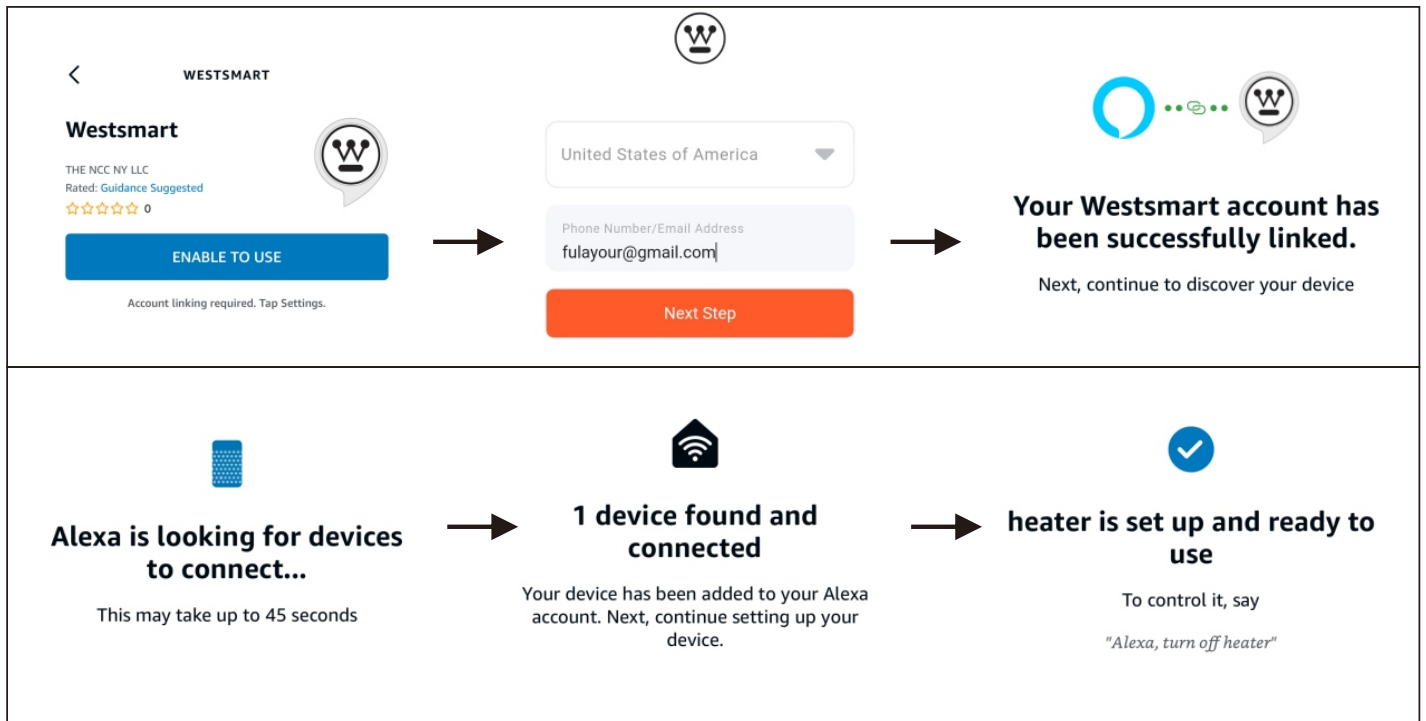 WESTSMART
Westsmart
THE NCC NY LLC
Rated: Guidance Suggested
0
ENABLE TO USE
Account linking required. Tap Settings.
W
United States of America
Phone Number/Email Address
fulayour@gmail.com
Next Step
Your Westsmart account has
been successfully linked.
Next, continue to discover your device
Alexa is looking for devices
to connect...
This may take up to 45 seconds
1 device found and
connected
Your device has been added to your Alexa
account. Next, continue setting up your
device.
heater is set up and ready to
use
To control it, say
"Alexa, turn off heater"